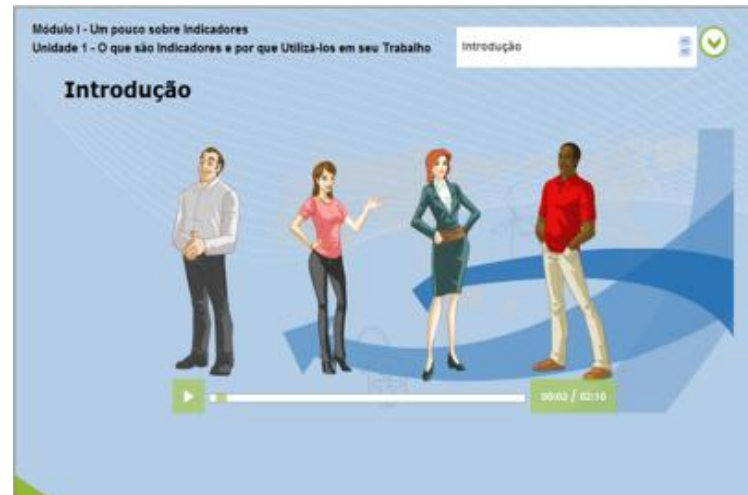 Módulo I - Um pouco sobre Indicadores
Unidade 1 - O que são Indicadores e por que Utilizá-los em seu Trabalho
Introdução
Introdução
00:02 / 02:10